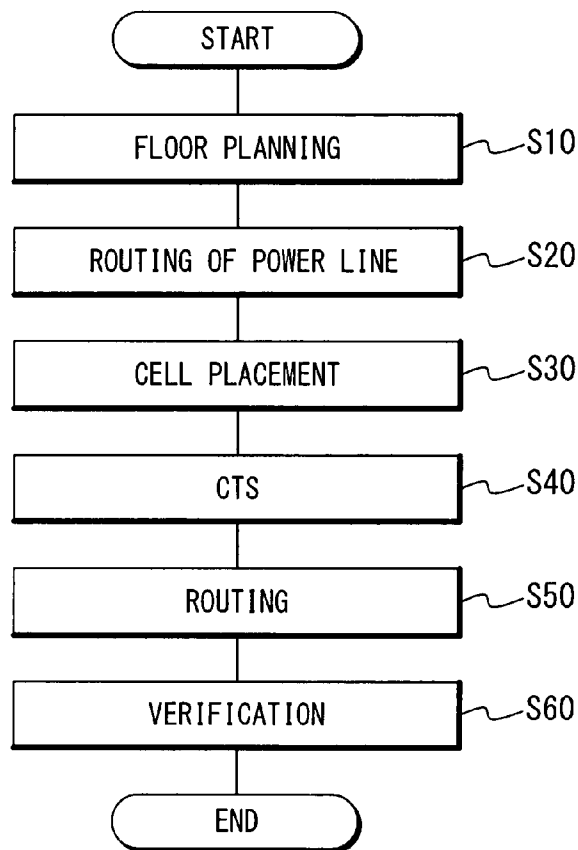 START
FLOOR PLANNING
S10
ROUTING OF POWER LINE
S20
CELL PLACEMENT
S30
CTS
S40
ROUTING
S50
VERIFICATION
S60
END